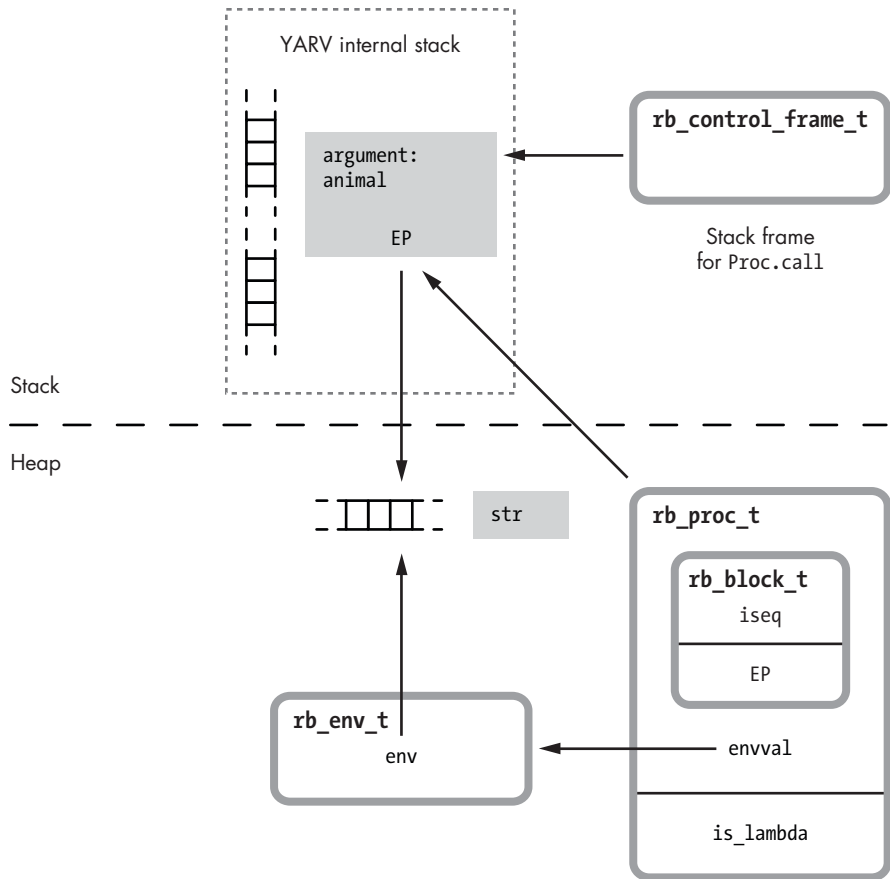 YARV internal stack
rb_control_frame_t
argument:
animal
EP
Stack frame
for Proc.call
Stack
Heap
str
rb_proc_t
rb_block_t
iseq
EP
rb_env_t
env
envval
is_lambda